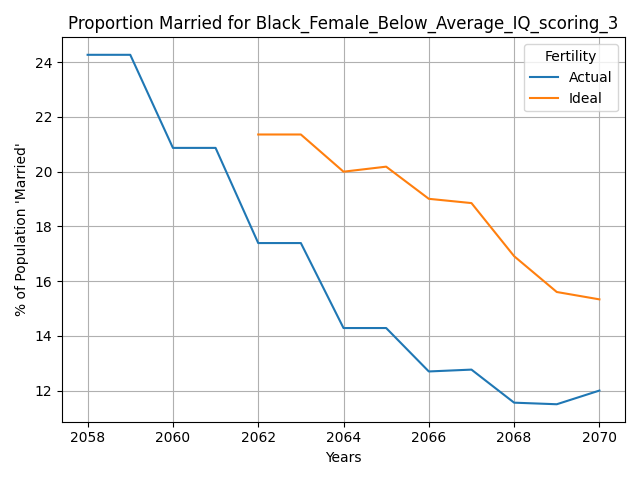 Proportion Married for Black_Female_Below_Average_IQ_scoring_3
Fertility
Actual
Ideal
% of Population 'Married'
24
22
20
18
16
14
12
2058 2060 2062 2064 2066 2068 2070
Years